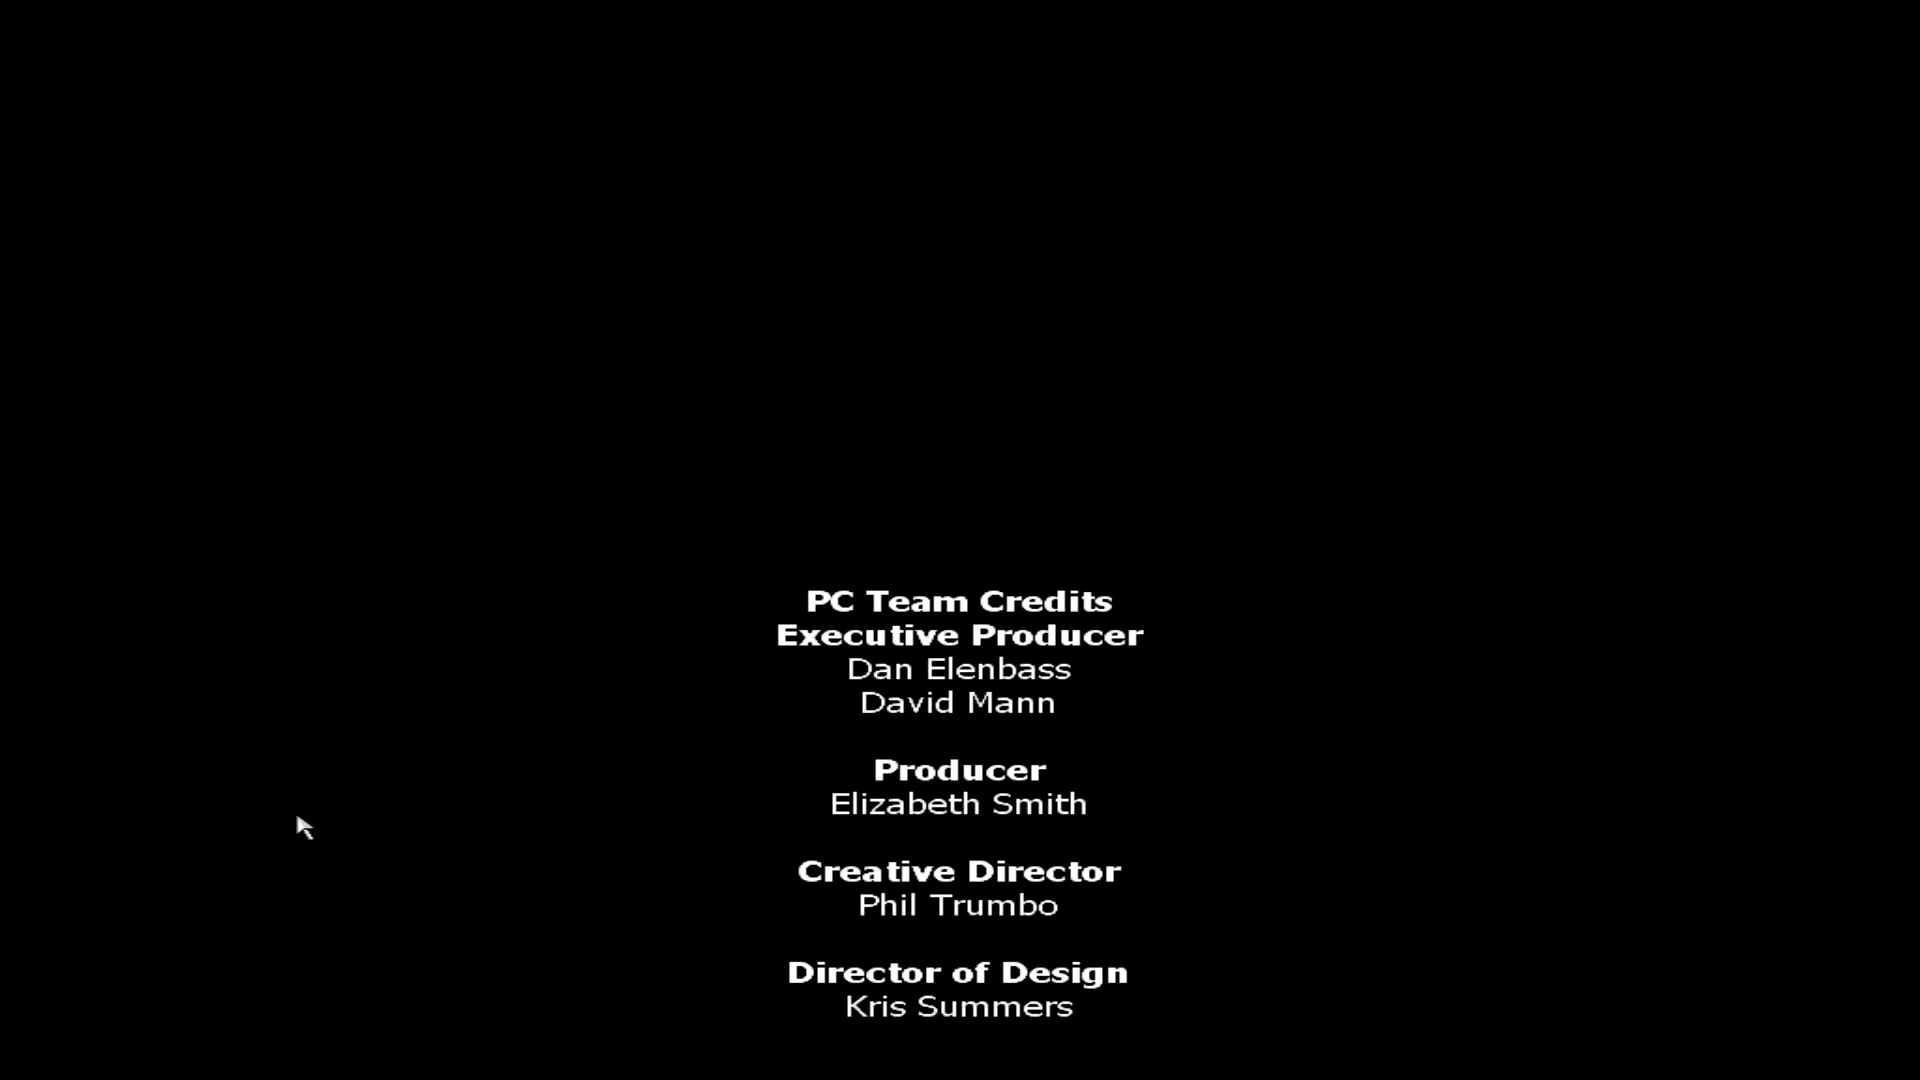 PC Team Credits
Executive Producer
Dan Elenbass
David Mann
Producer
Elizabeth Smith
Creative Director
Phil Trumbo
Director of Design
Kris Summers